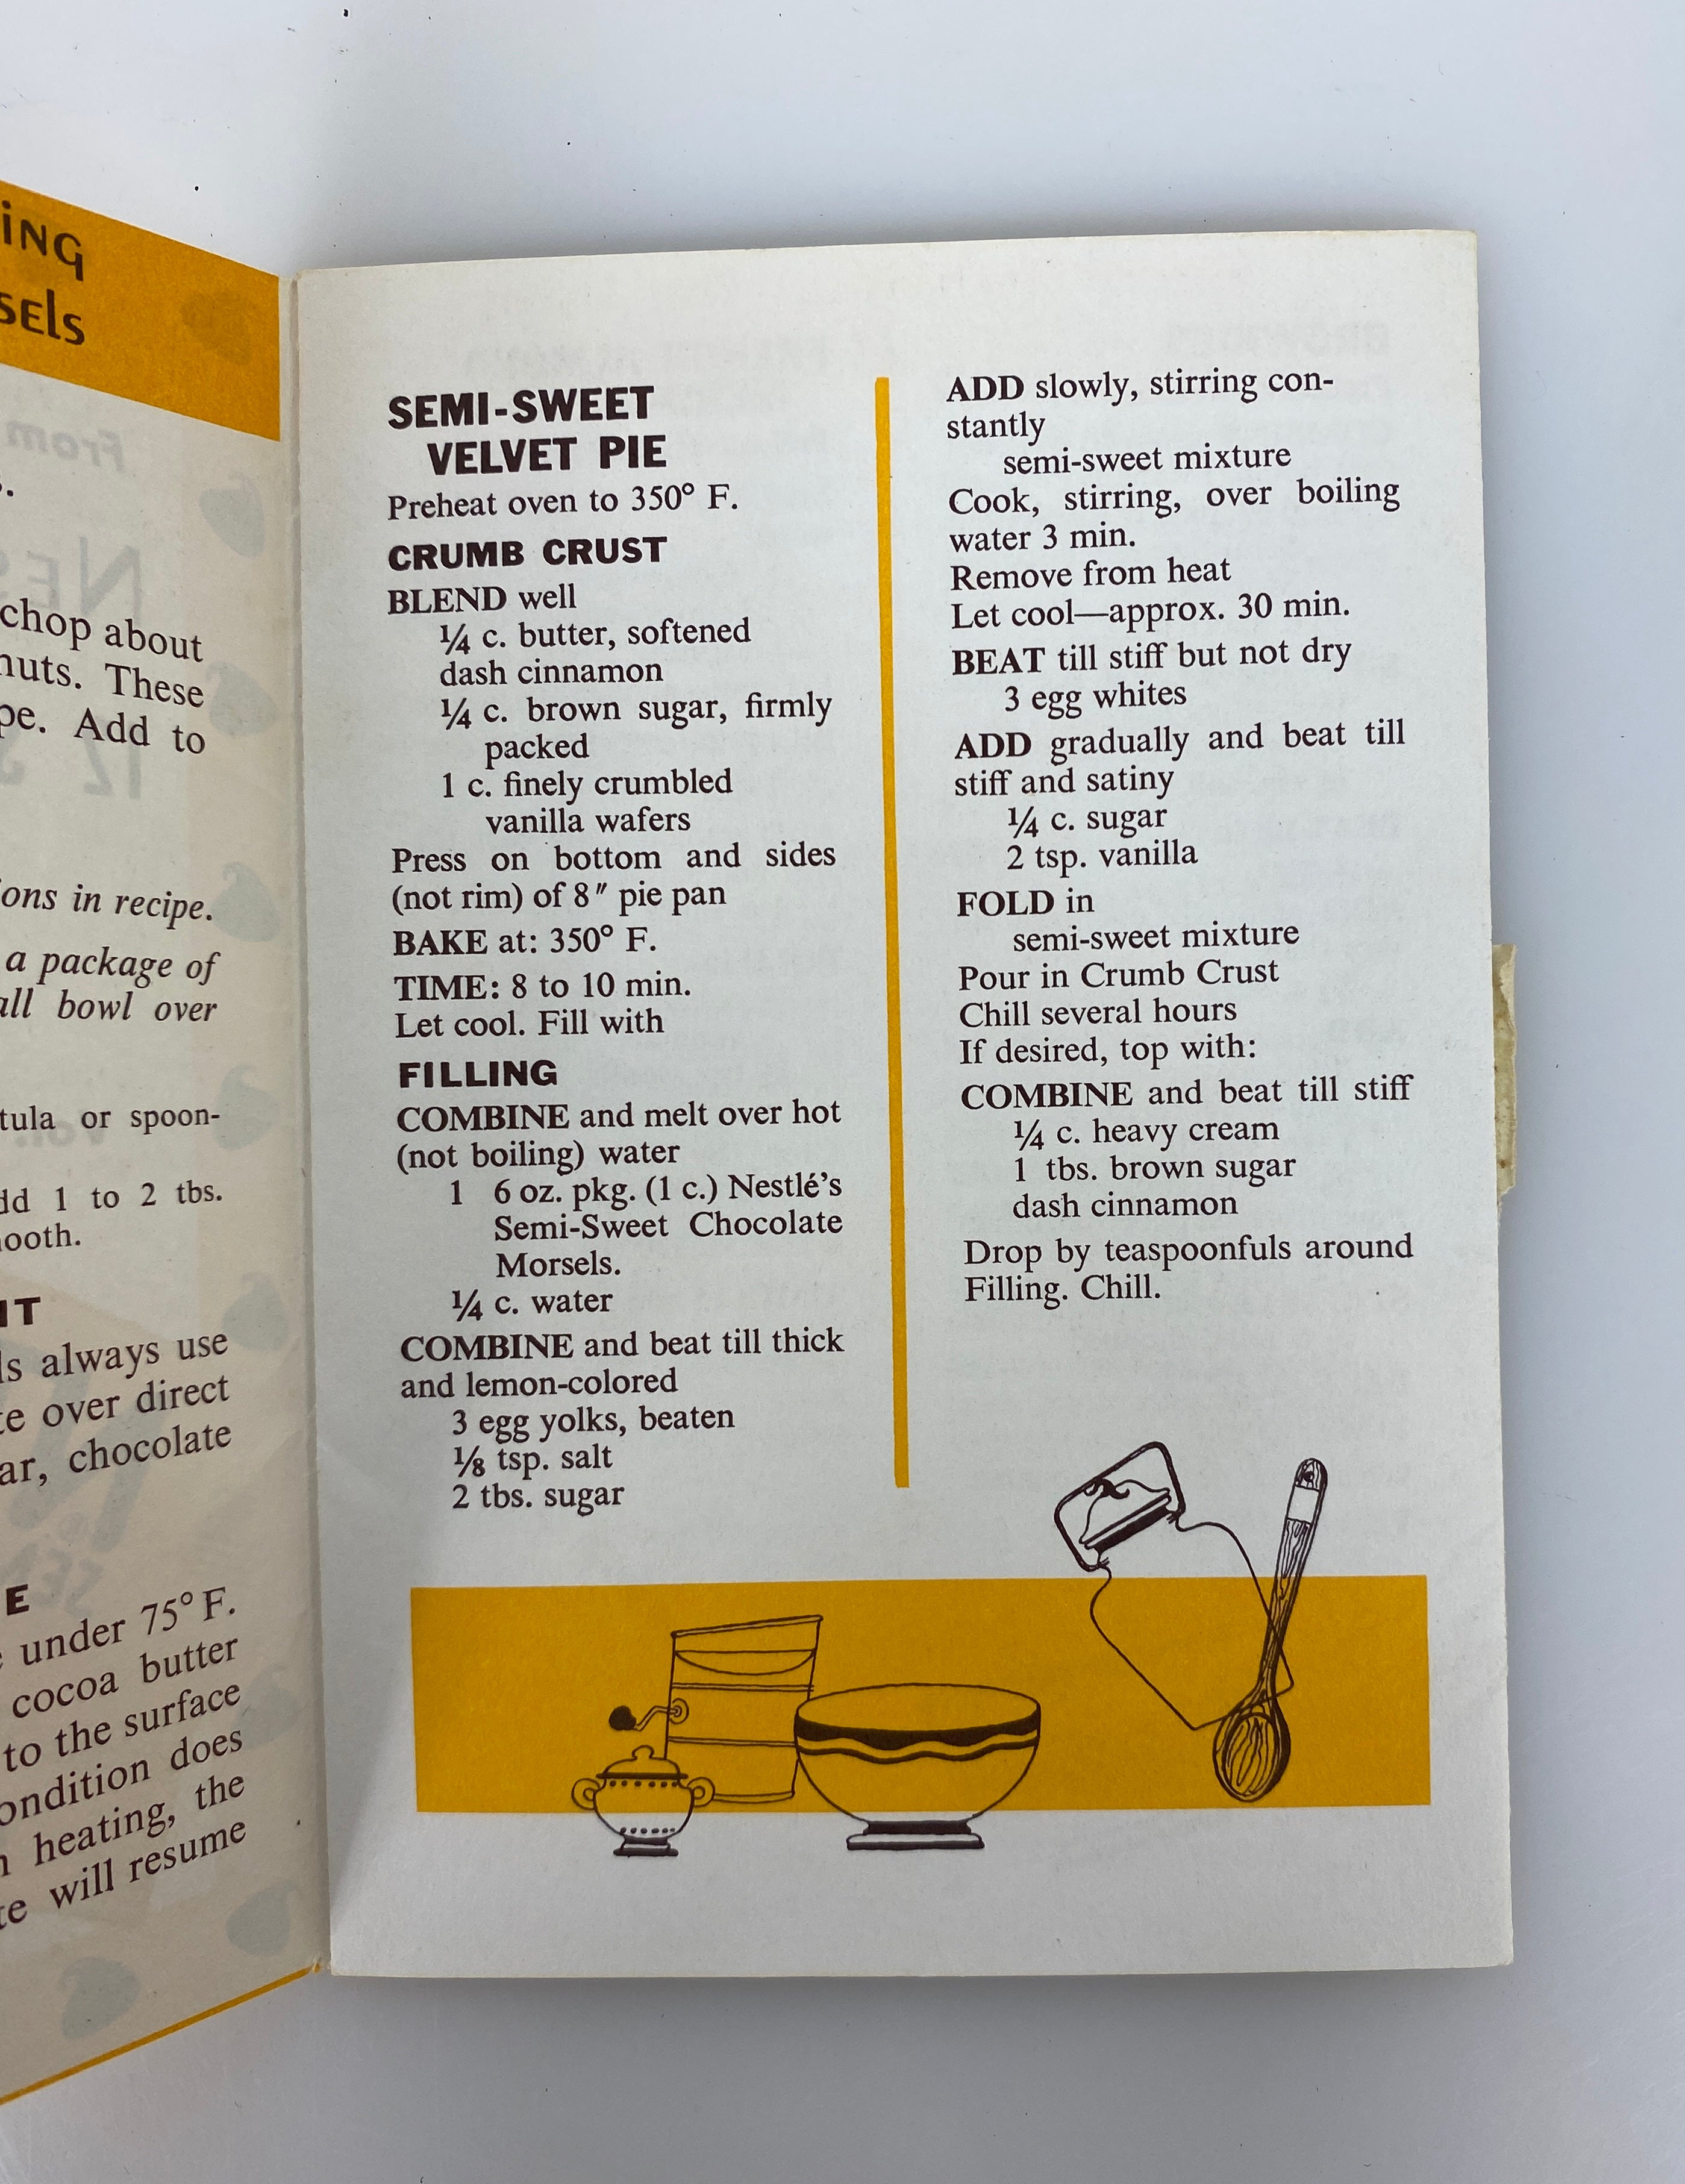 iNG
sEls
s.
chop about
nuts. These
pe. Add to
ons in recipe.
a package of
all bowl over
tula or spoon-
dd 1 to 2 tbs.
ooth.
IT
ls always use
te over direct
ar, chocolate
E
under 75° F.
cocoa butter
to the surface
ondition does
n heating, the
te will resume
SEMI-SWEET
VELVET PIE
Preheat oven to 350° F.
CRUMB CRUST
BLEND well
¼ c. butter, softened
dash cinnamon
¼ c. brown sugar, firmly
packed
1 c. finely crumbled
vanilla wafers
Press on bottom and sides
(not rim) of 8″ pie pan
BAKE at: 350° F.
TIME: 8 to 10 min.
Let cool. Fill with
FILLING
COMBINE and melt over hot
(not boiling) water
1 6 oz. pkg. (1 c.) Nestlé's
Semi-Sweet Chocolate
Morsels.
¼ c. water
COMBINE and beat till thick
and lemon-colored
3 egg yolks, beaten
⅛ tsp. salt
2 tbs. sugar
ADD slowly, stirring con-
stantly
semi-sweet mixture
Cook, stirring, over boiling
water 3 min.
Remove from heat
Let cool—approx. 30 min.
BEAT till stiff but not dry
3 egg whites
ADD gradually and beat till
stiff and satiny
¼ c. sugar
2 tsp. vanilla
FOLD in
semi-sweet mixture
Pour in Crumb Crust
Chill several hours
If desired, top with:
COMBINE and beat till stiff
¼ c. heavy cream
1 tbs. brown sugar
dash cinnamon
Drop by teaspoonfuls around
Filling. Chill.